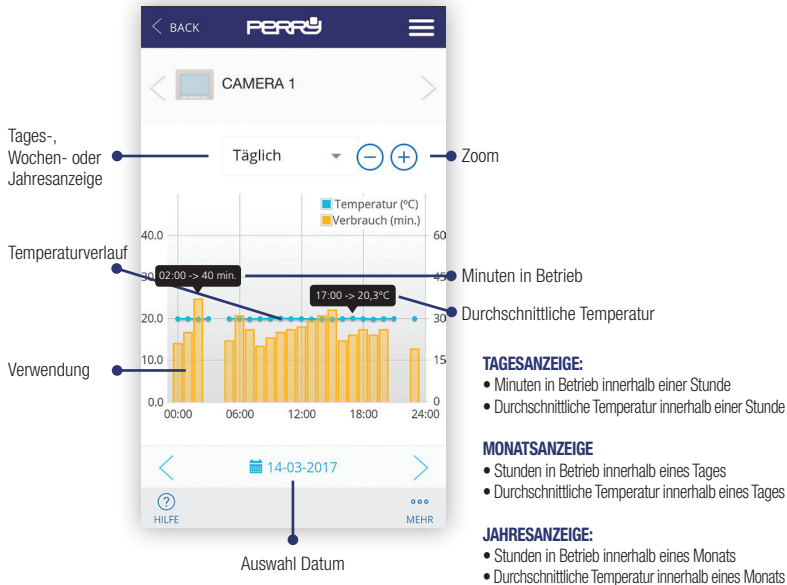 BACK
PERRY
CAMERA 1
Tages-,
Wochen- oder
Jahresanzeige
Täglich
Zoom
Temperatur (ºC)
Verbrauch (min.)
40.0
60
Temperaturverlauf
30
02:00 -> 40 min.
45
Minuten in Betrieb
17:00 -> 20,3°C
Durchschnittliche Temperatur
20.0
30
10.0
15
Verwendung
0.0
0
00:00
06:00
12:00
18:00
24:00
14-03-2017
HILFE
MEHR
Auswahl Datum
TAGESANZEIGE:
• Minuten in Betrieb innerhalb einer Stunde
• Durchschnittliche Temperatur innerhalb einer Stunde
MONATSANZEIGE
• Stunden in Betrieb innerhalb eines Tages
• Durchschnittliche Temperatur innerhalb eines Tages
JAHRESANZEIGE:
• Stunden in Betrieb innerhalb eines Monats
• Durchschnittliche Temperatur innerhalb eines Monats